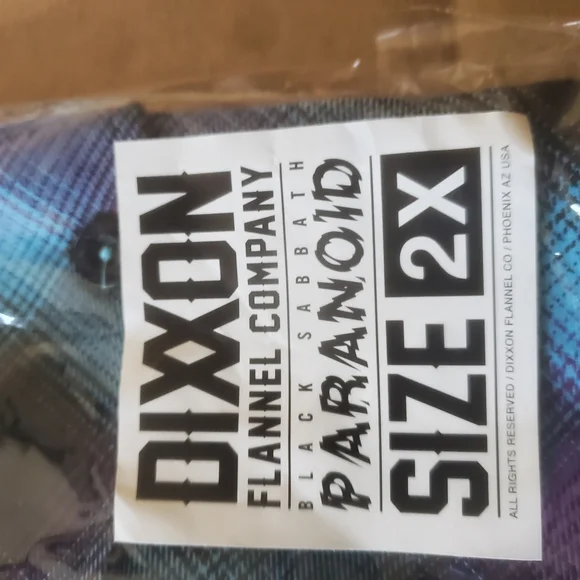 DIXXON
FLANNEL COMPANY
BLACK SABBATH
PARANOID
SIZE 2X
ALL RIGHTS RESERVED / DIXXON FLANNEL CO / PHOENIX AZ USA